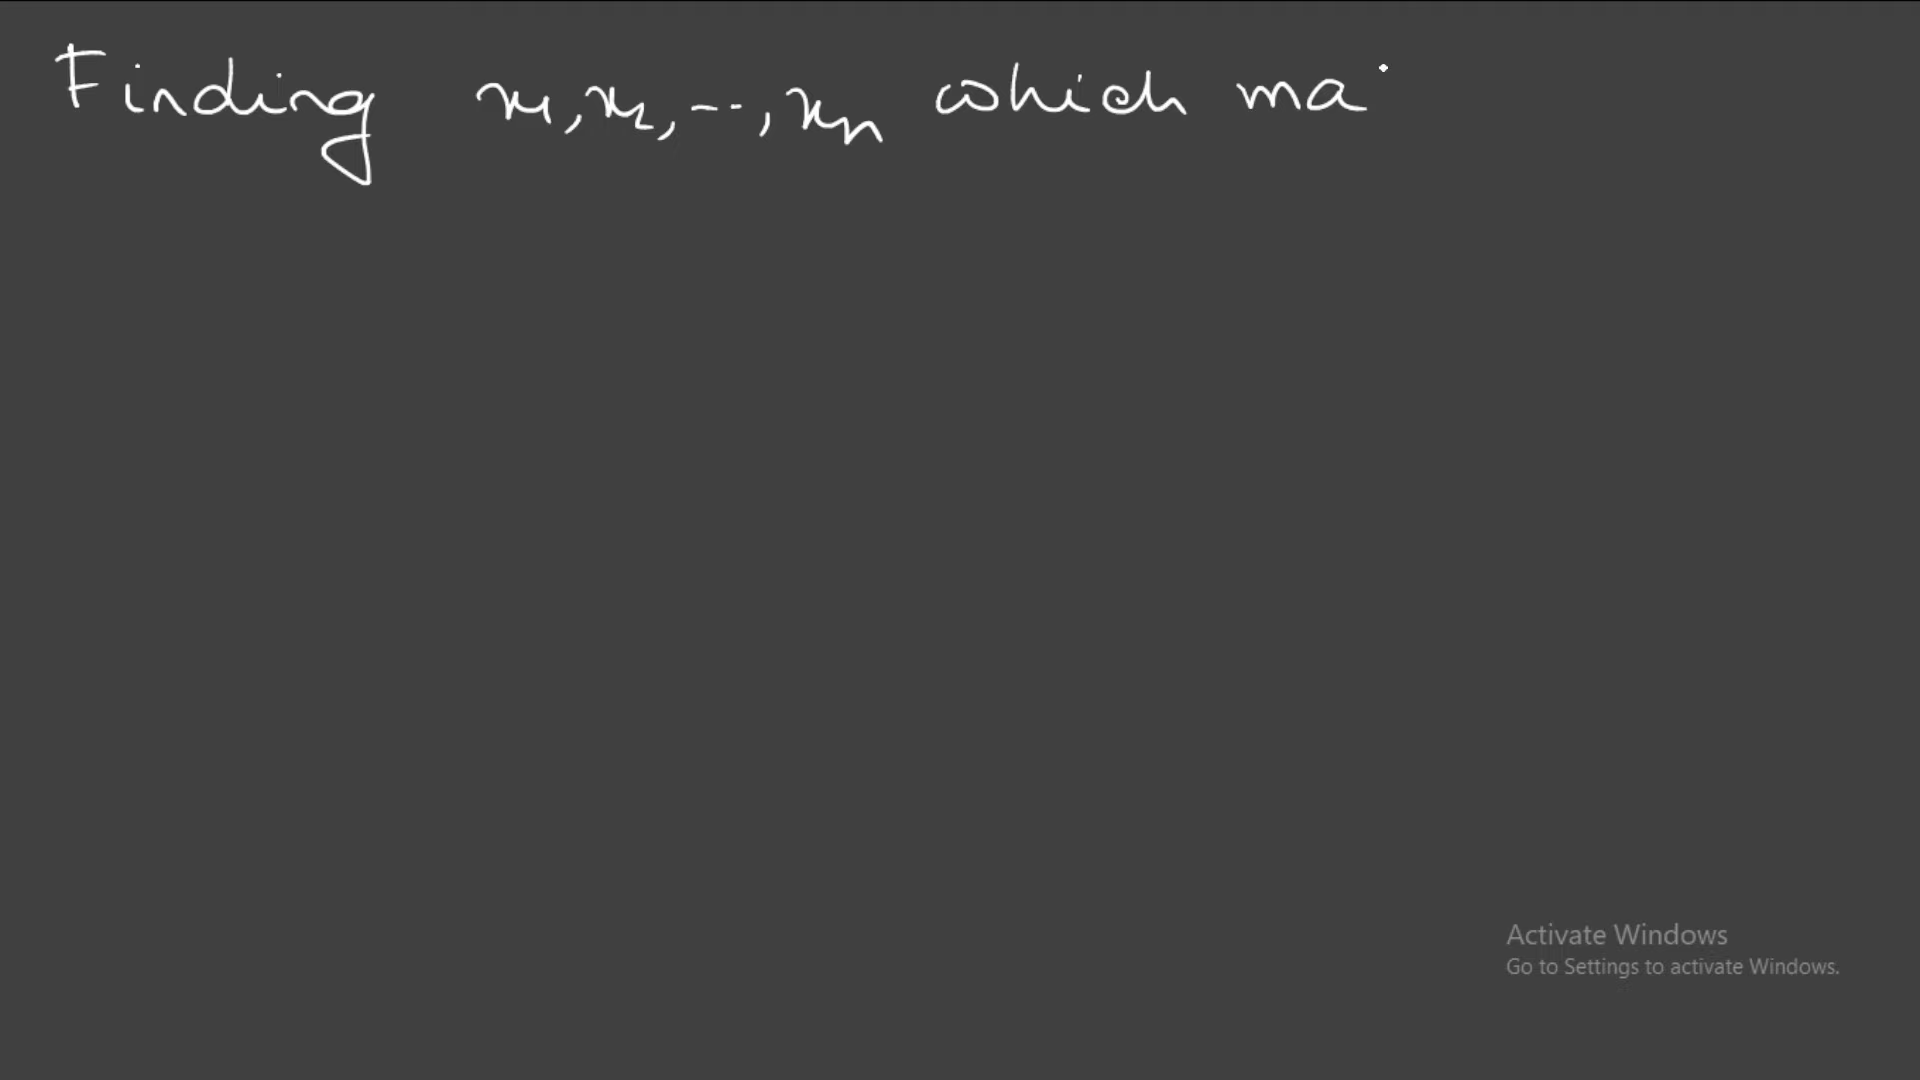 Finding x1, x2, --, xn which ma
Activate Windows
Go to Settings to activate Windows.